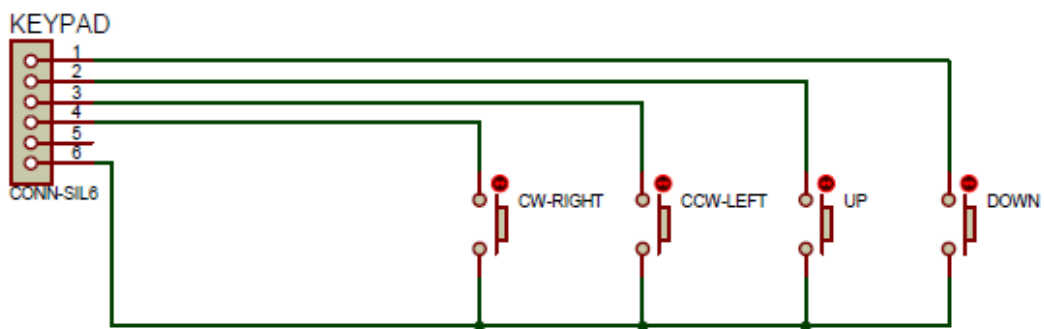 KEYPAD
1
2
3
4
5
6
CONN-SIL6
CW-RIGHT
CCW-LEFT
UP
DOWN